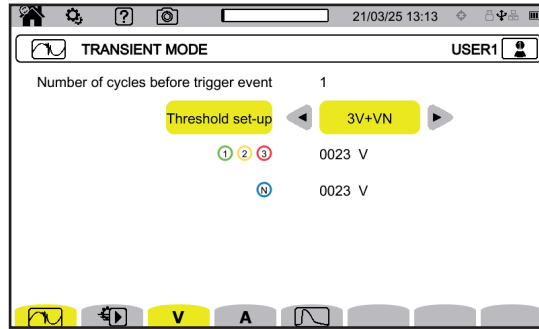 ? 21/03/25 13:13
TRANSIENT MODE USER1
Number of cycles before trigger event 1
Threshold set-up 3V+VN
1 2 3 0023 V
N 0023 V
V A